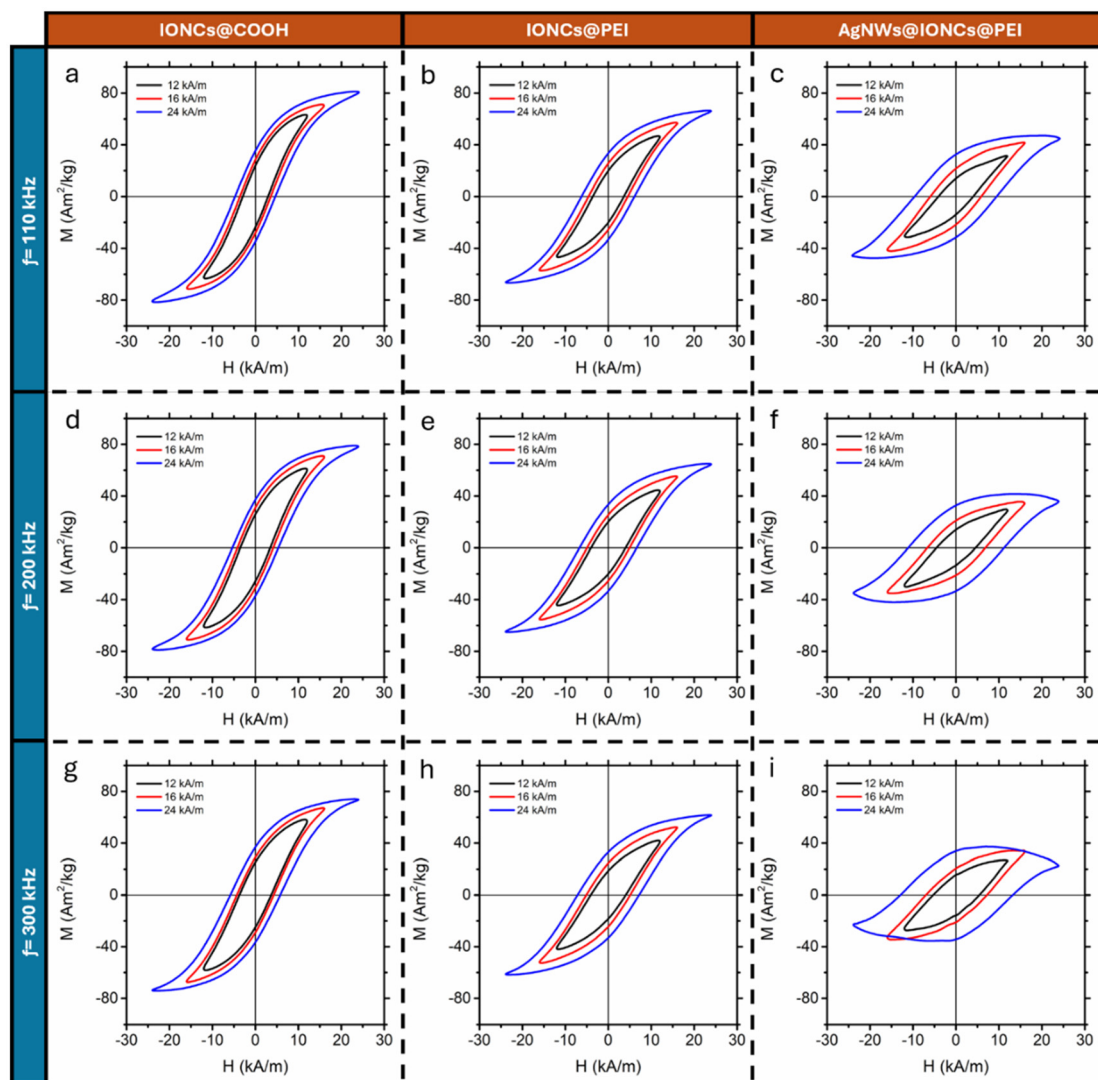 IONCs@COOH
IONCs@PEI
AgNWs@IONCs@PEI
f= 110 kHz
a
12 kA/m
16 kA/m
24 kA/m
80
40
0
-40
-80
M (Am²/kg)
-30 -20 -10 0 10 20 30
H (kA/m)
b
12 kA/m
16 kA/m
24 kA/m
80
40
0
-40
-80
M (Am²/kg)
-30 -20 -10 0 10 20 30
H (kA/m)
c
12 kA/m
16 kA/m
24 kA/m
80
40
0
-40
-80
M (Am²/kg)
-30 -20 -10 0 10 20 30
H (kA/m)
f= 200 kHz
d
12 kA/m
16 kA/m
24 kA/m
80
40
0
-40
-80
M (Am²/kg)
-30 -20 -10 0 10 20 30
H (kA/m)
e
12 kA/m
16 kA/m
24 kA/m
80
40
0
-40
-80
M (Am²/kg)
-30 -20 -10 0 10 20 30
H (kA/m)
f
12 kA/m
16 kA/m
24 kA/m
80
40
0
-40
-80
M (Am²/kg)
-30 -20 -10 0 10 20 30
H (kA/m)
f= 300 kHz
g
12 kA/m
16 kA/m
24 kA/m
80
40
0
-40
-80
M (Am²/kg)
-30 -20 -10 0 10 20 30
H (kA/m)
h
12 kA/m
16 kA/m
24 kA/m
80
40
0
-40
-80
M (Am²/kg)
-30 -20 -10 0 10 20 30
H (kA/m)
i
12 kA/m
16 kA/m
24 kA/m
80
40
0
-40
-80
M (Am²/kg)
-30 -20 -10 0 10 20 30
H (kA/m)